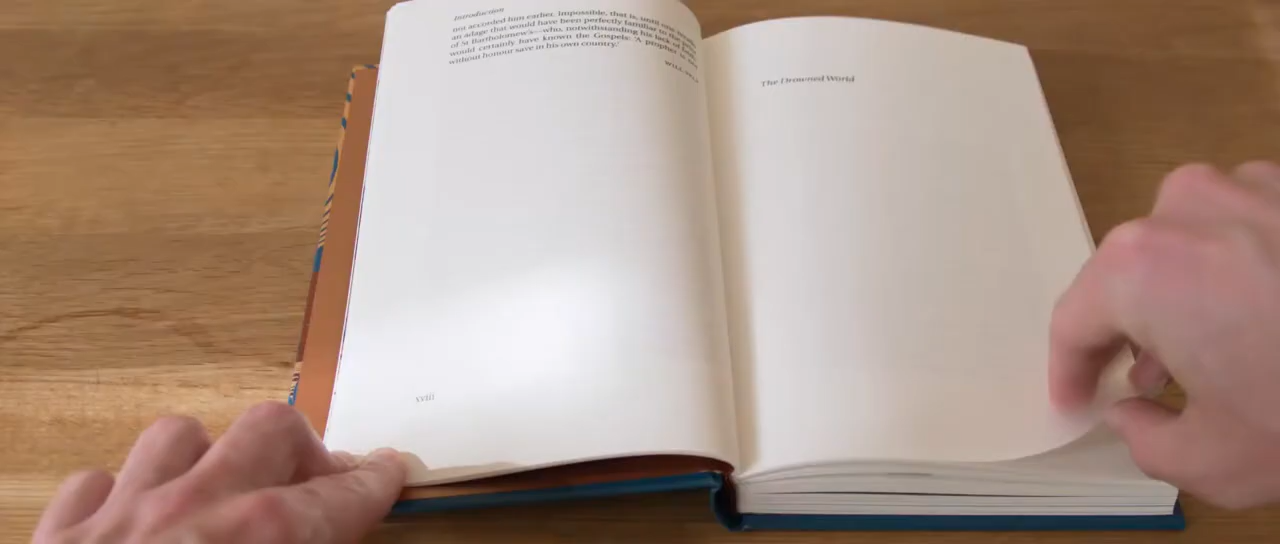 Introduction
not accorded him earlier. Impossible, that is, until one
an adage that would have been perfectly familiar to the
of St Bartholomew's—who, notwithstanding his lack of
would certainly have known the Gospels: 'A prophet is
without honour save in his own country.'
WILL SELF
xviii
The Drowned World